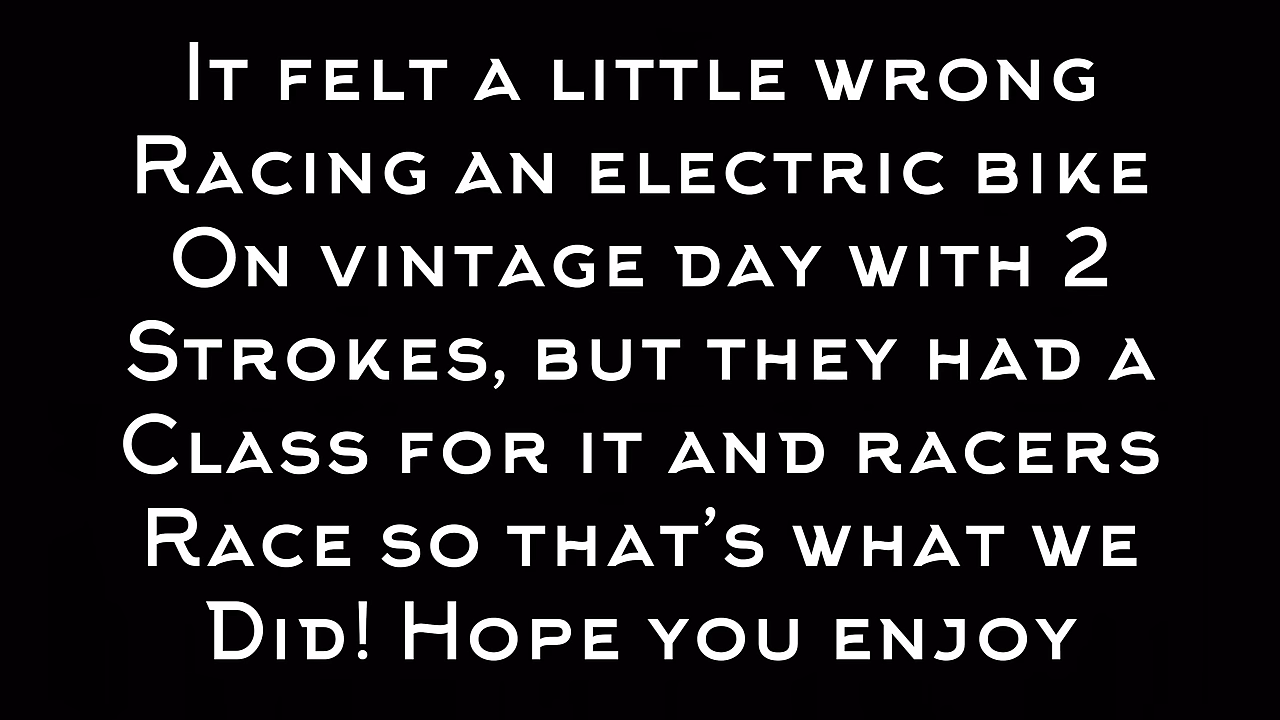 It felt a little wrong
Racing an electric bike
On vintage day with 2
Strokes, but they had a
Class for it and racers
Race so that’s what we
Did! Hope you enjoy